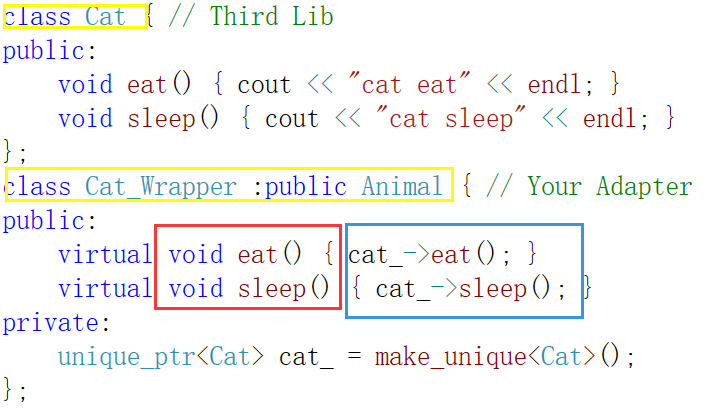 class Cat { // Third Lib
public:
    void eat() { cout << "cat eat" << endl; }
    void sleep() { cout << "cat sleep" << endl; }
};
class Cat_Wrapper :public Animal { // Your Adapter
public:
    virtual void eat() { cat_->eat(); }
    virtual void sleep() { cat_->sleep(); }
private:
    unique_ptr<Cat> cat_ = make_unique<Cat>();
};